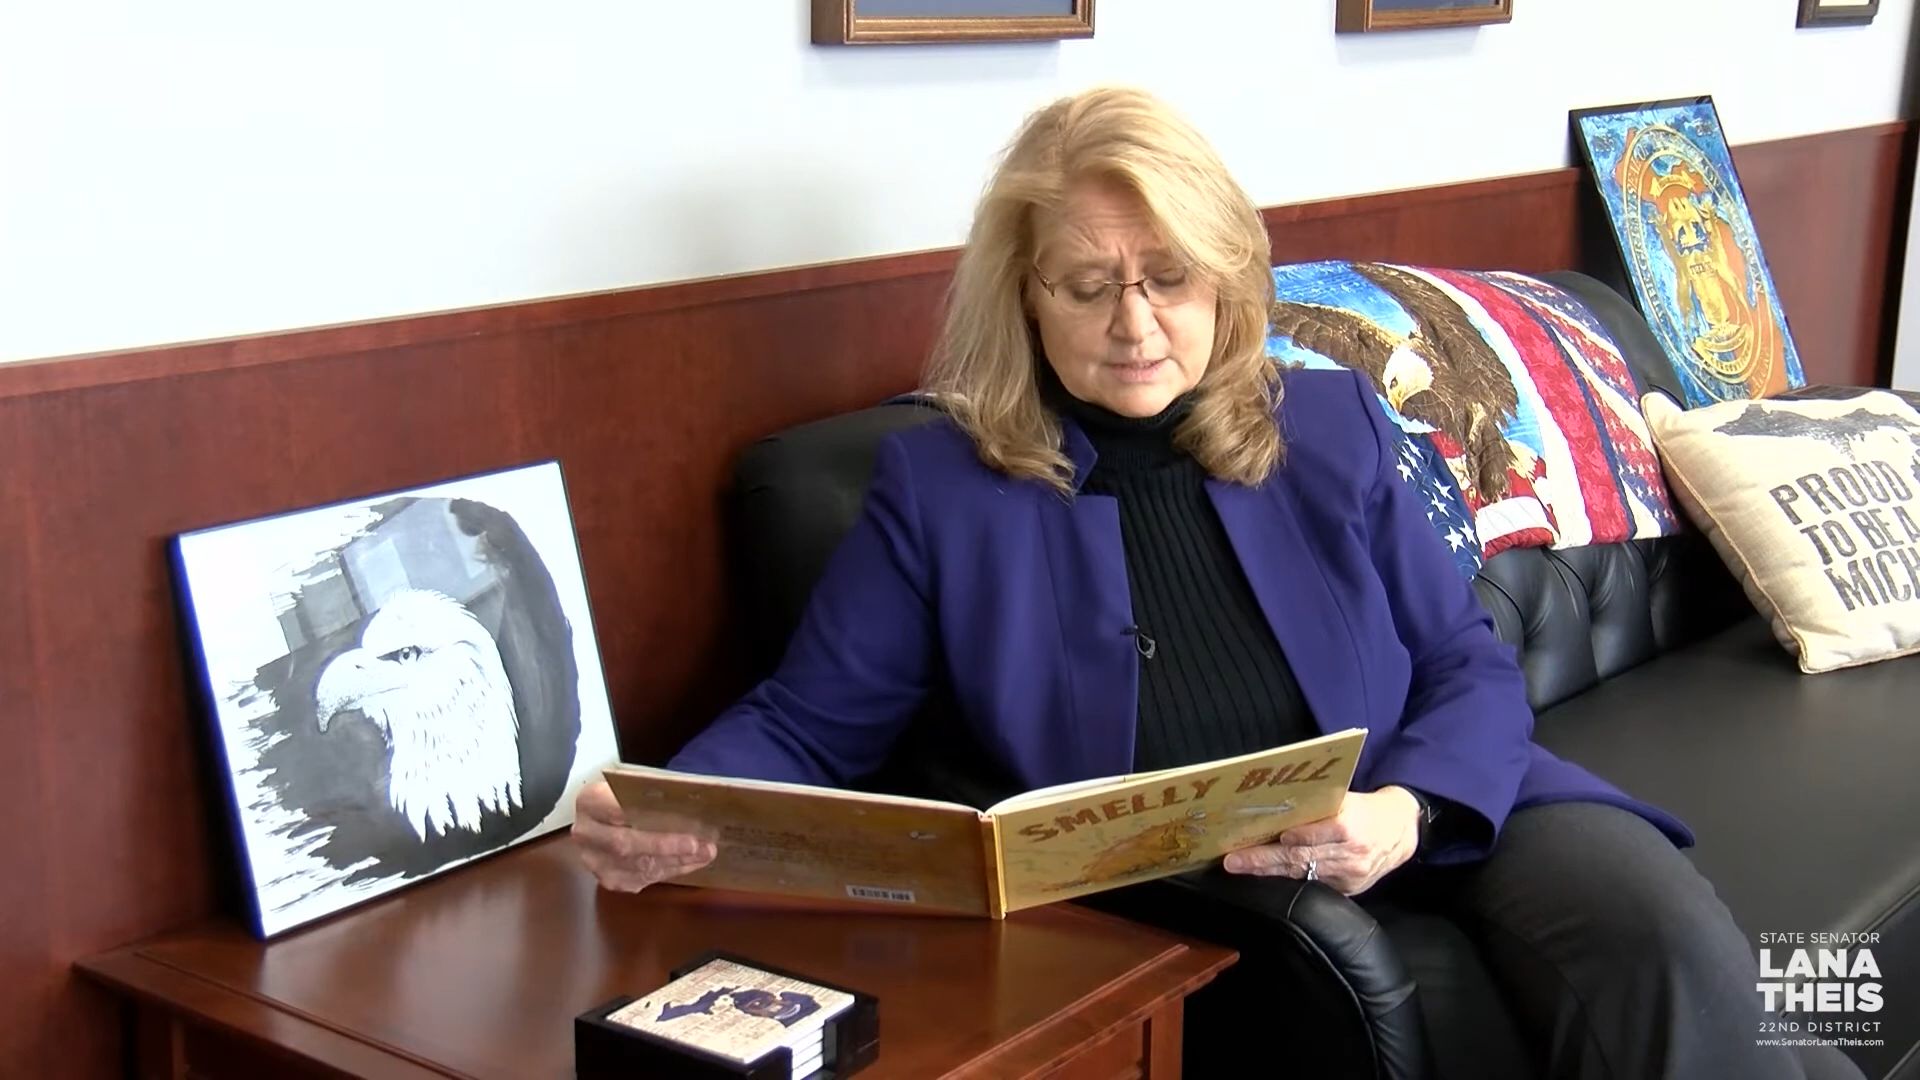 SMELLY BILL
PROUD
TO BE A
MICH
STATE SENATOR
LANA
THEIS
22ND DISTRICT
www.SenatorLanaTheis.com